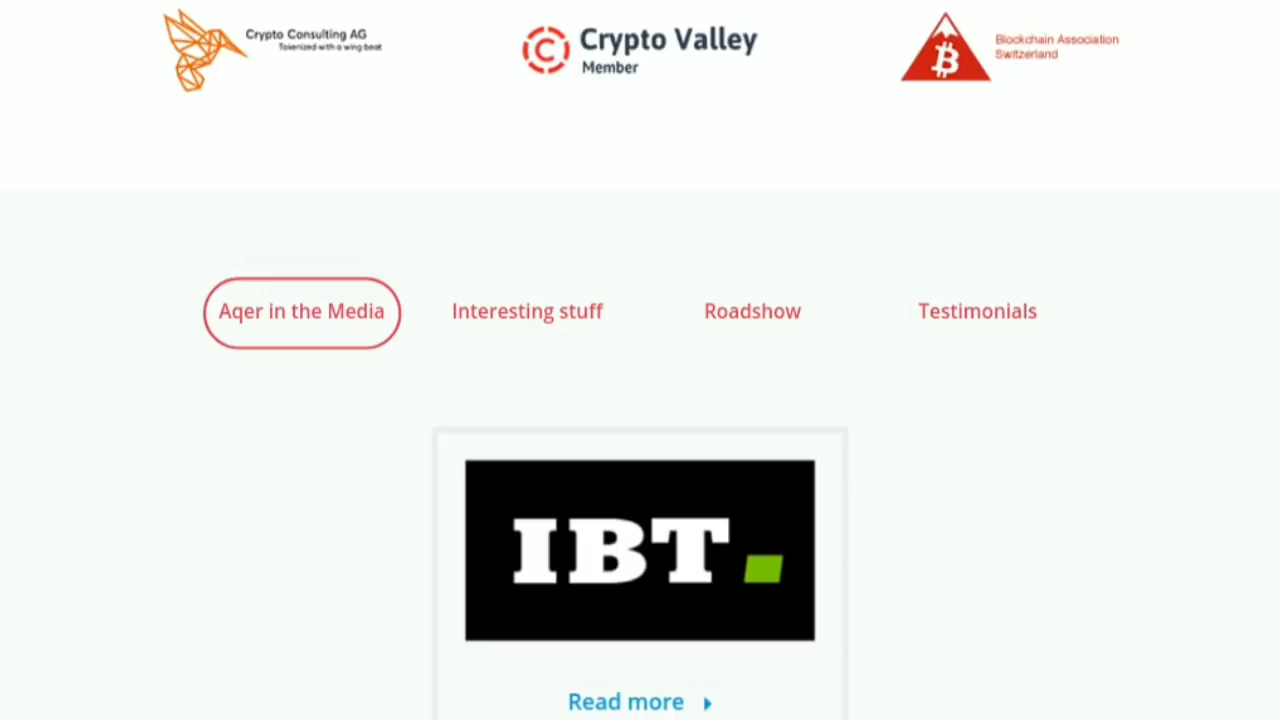 Crypto Consulting AG
Tokenized with a wing beat
Crypto Valley
Member
Blockchain Association
Switzerland
Aqer in the Media
Interesting stuff
Roadshow
Testimonials
IBT
Read more